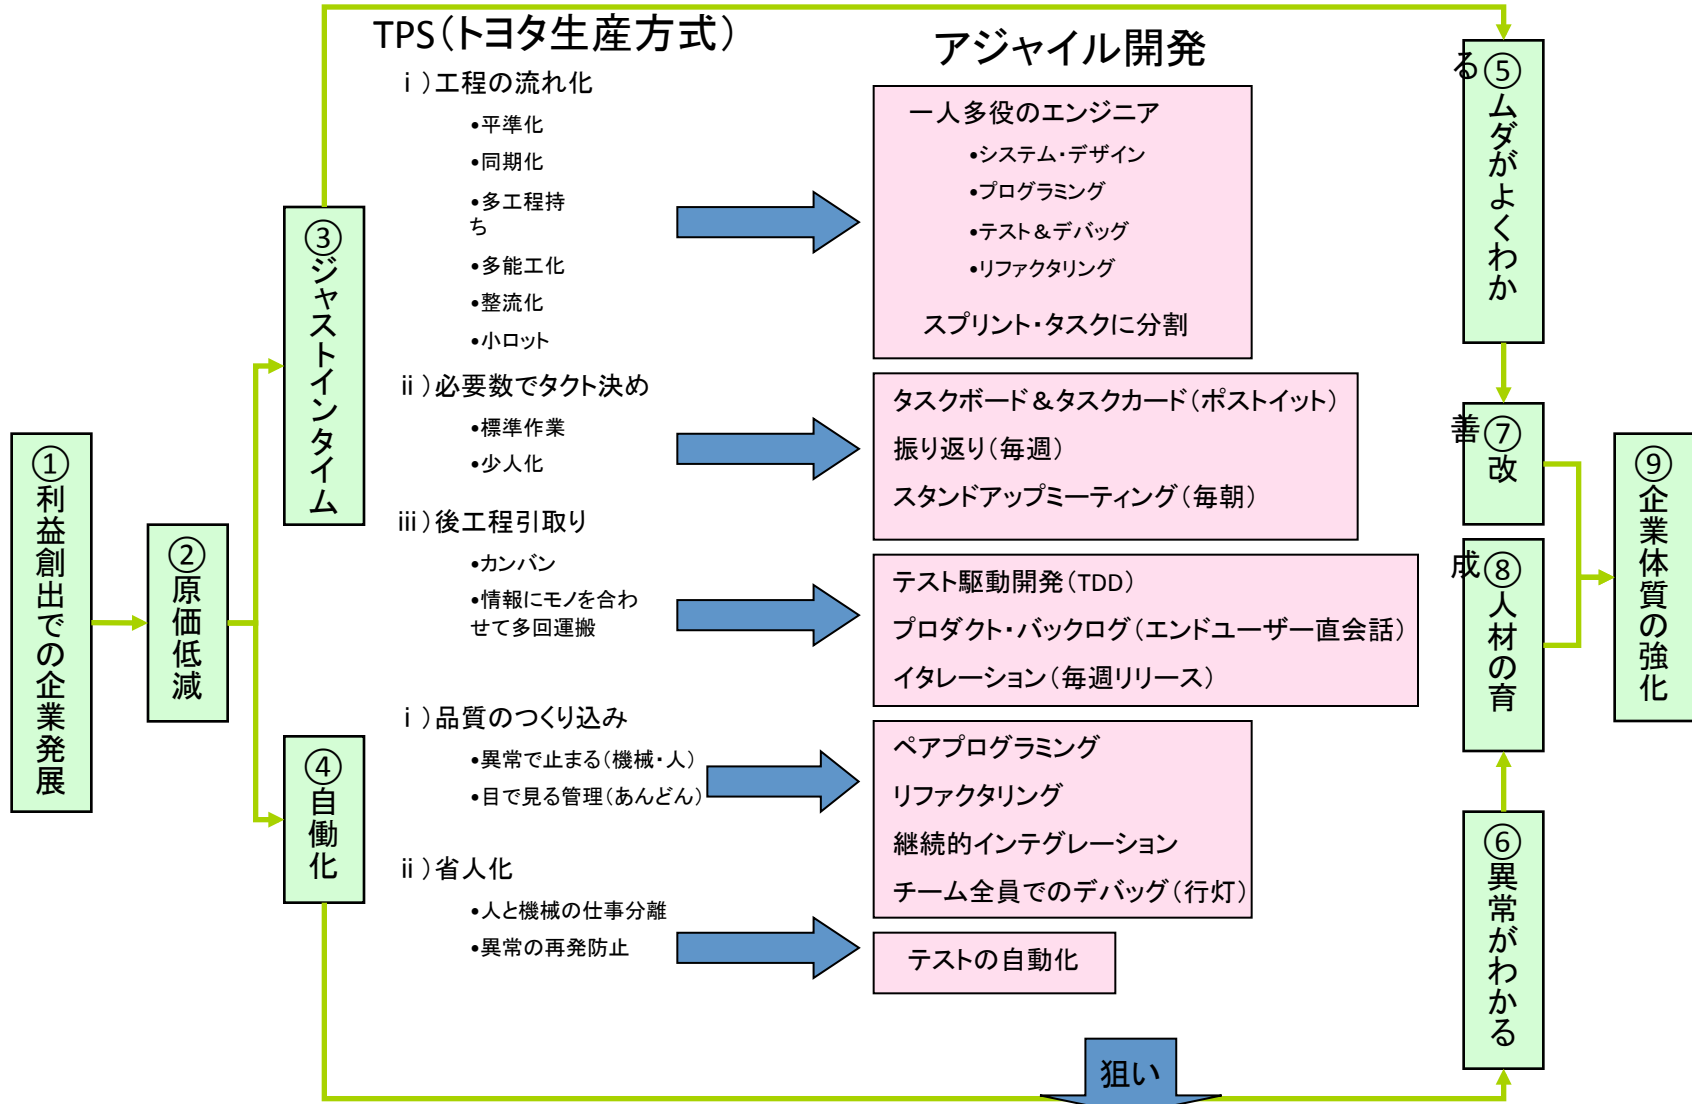 TPS(トヨタ生産方式)
アジャイル開発
①利益創出での企業発展
②原価低減
③ジャストインタイム
④自働化
ⅰ)工程の流れ化
•平準化
•同期化
•多工程持
ち
•多能工化
•整流化
•小ロット
ⅱ)必要数でタクト決め
•標準作業
•少人化
ⅲ)後工程引取り
•カンバン
•情報にモノを合わ
せて多回運搬
ⅰ)品質のつくり込み
•異常で止まる(機械・人)
•目で見る管理(あんどん)
ⅱ)省人化
•人と機械の仕事分離
•異常の再発防止
一人多役のエンジニア
•システム・デザイン
•プログラミング
•テスト&デバッグ
•リファクタリング
スプリント・タスクに分割
タスクボード&タスクカード(ポストイット)
振り返り(毎週)
スタンドアップミーティング(毎朝)
テスト駆動開発(TDD)
プロダクト・バックログ(エンドユーザー直会話)
イタレーション(毎週リリース)
ペアプログラミング
リファクタリング
継続的インテグレーション
チーム全員でのデバッグ(行灯)
テストの自動化
狙い
⑤ムダがよくわか
る
⑦改
善
⑧人材の育
成
⑥異常がわかる
⑨企業体質の強化